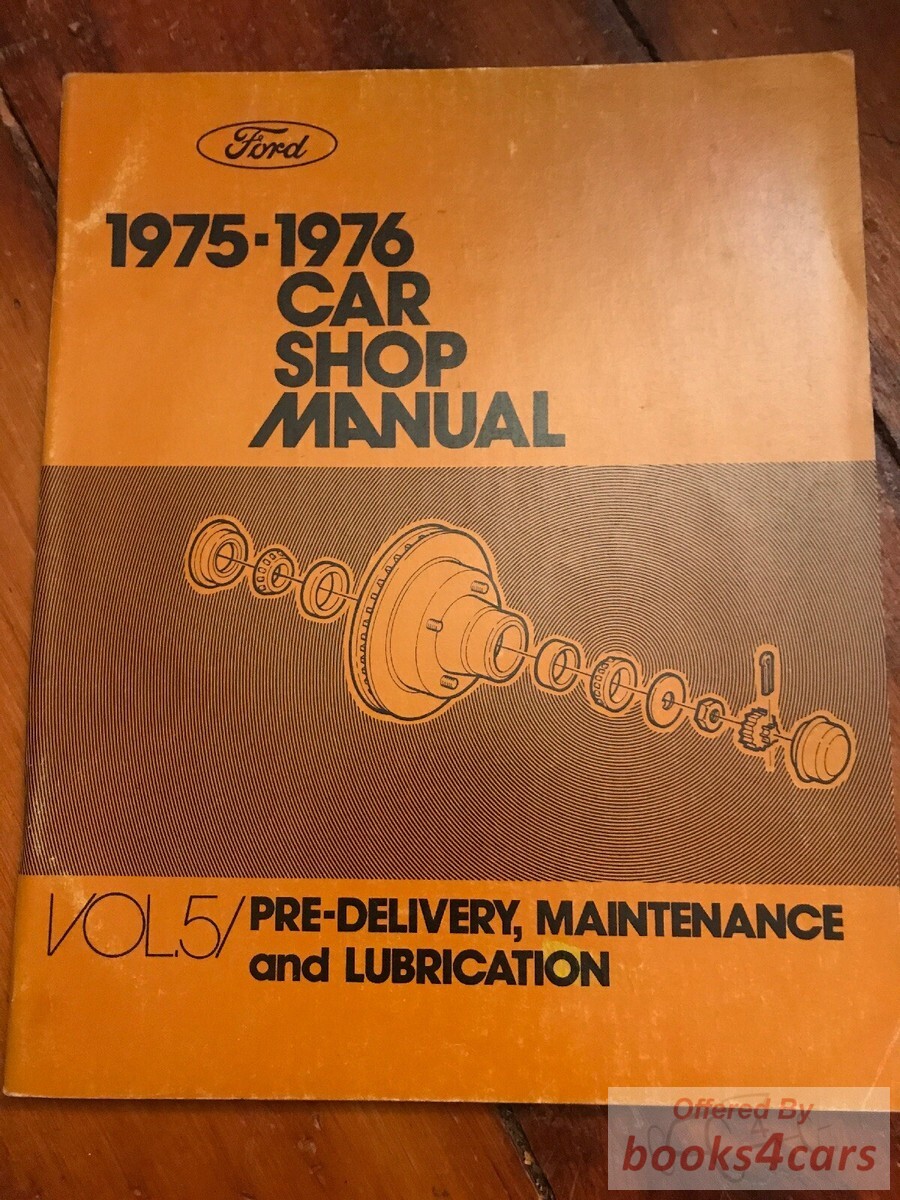 Ford
1975-1976
CAR
SHOP
MANUAL
VOL.5/ PRE-DELIVERY, MAINTENANCE
and LUBRICATION
Offered By
books4cars